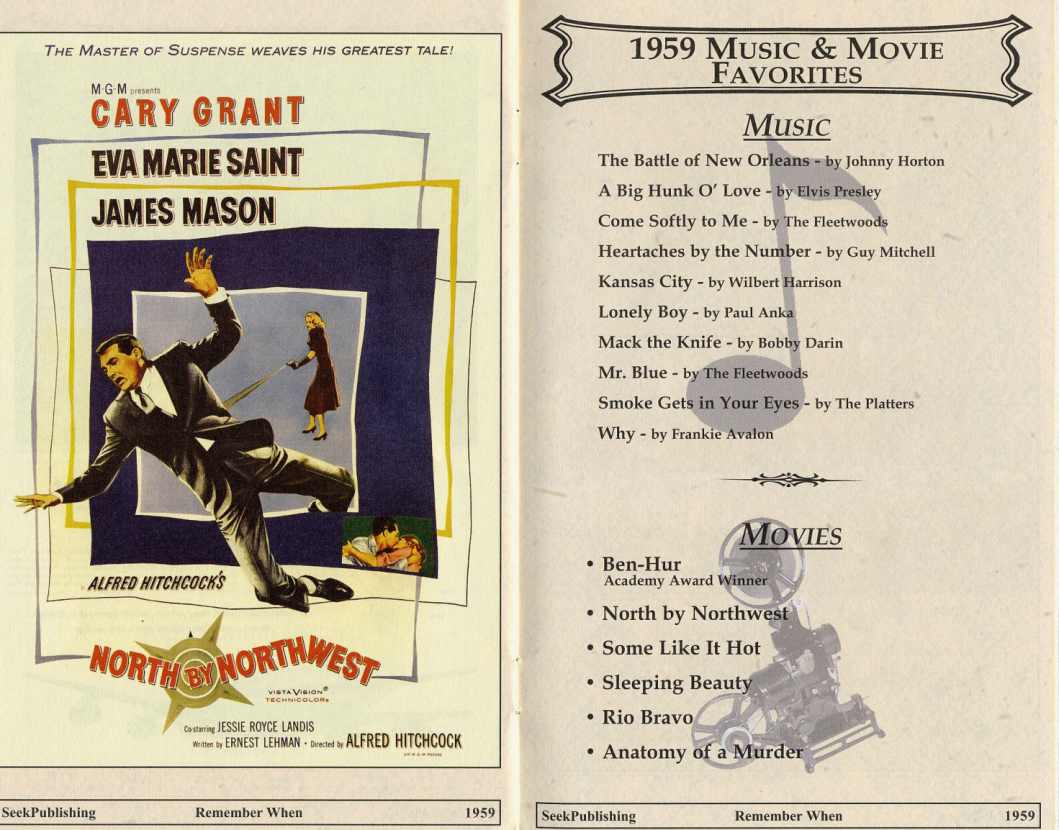 THE MASTER OF SUSPENSE WEAVES HIS GREATEST TALE!
M·G·M presents
CARY GRANT
EVA MARIE SAINT
JAMES MASON
ALFRED HITCHCOCK'S
NORTH BY NORTHWEST
VISTAVISION®
TECHNICOLOR®
Co-starring JESSIE ROYCE LANDIS
Written by ERNEST LEHMAN · Directed by ALFRED HITCHCOCK
SeekPublishing Remember When 1959
1959 MUSIC & MOVIE
FAVORITES
MUSIC
The Battle of New Orleans - by Johnny Horton
A Big Hunk O' Love - by Elvis Presley
Come Softly to Me - by The Fleetwoods
Heartaches by the Number - by Guy Mitchell
Kansas City - by Wilbert Harrison
Lonely Boy - by Paul Anka
Mack the Knife - by Bobby Darin
Mr. Blue - by The Fleetwoods
Smoke Gets in Your Eyes - by The Platters
Why - by Frankie Avalon
MOVIES
• Ben-Hur
Academy Award Winner
• North by Northwest
• Some Like It Hot
• Sleeping Beauty
• Rio Bravo
• Anatomy of a Murder
SeekPublishing Remember When 1959